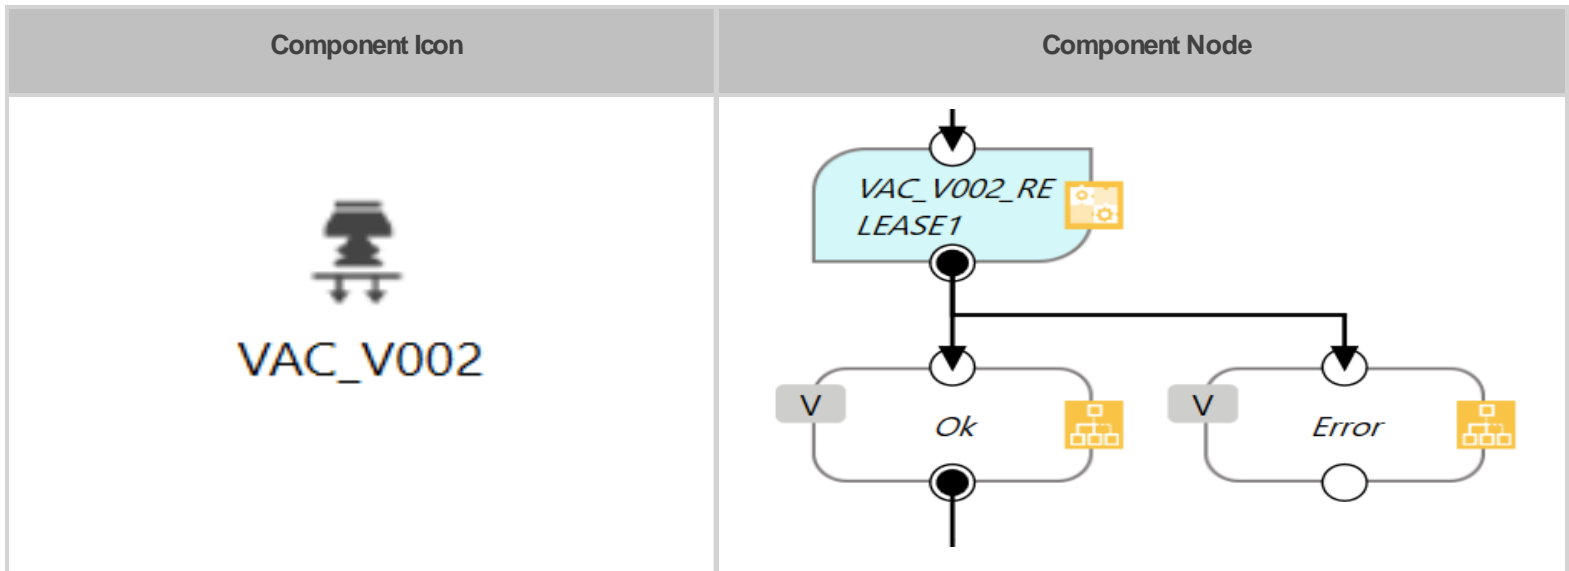 Component Icon
Component Node
VAC_V002
VAC_V002_RE
LEASE1
V
Ok
V
Error